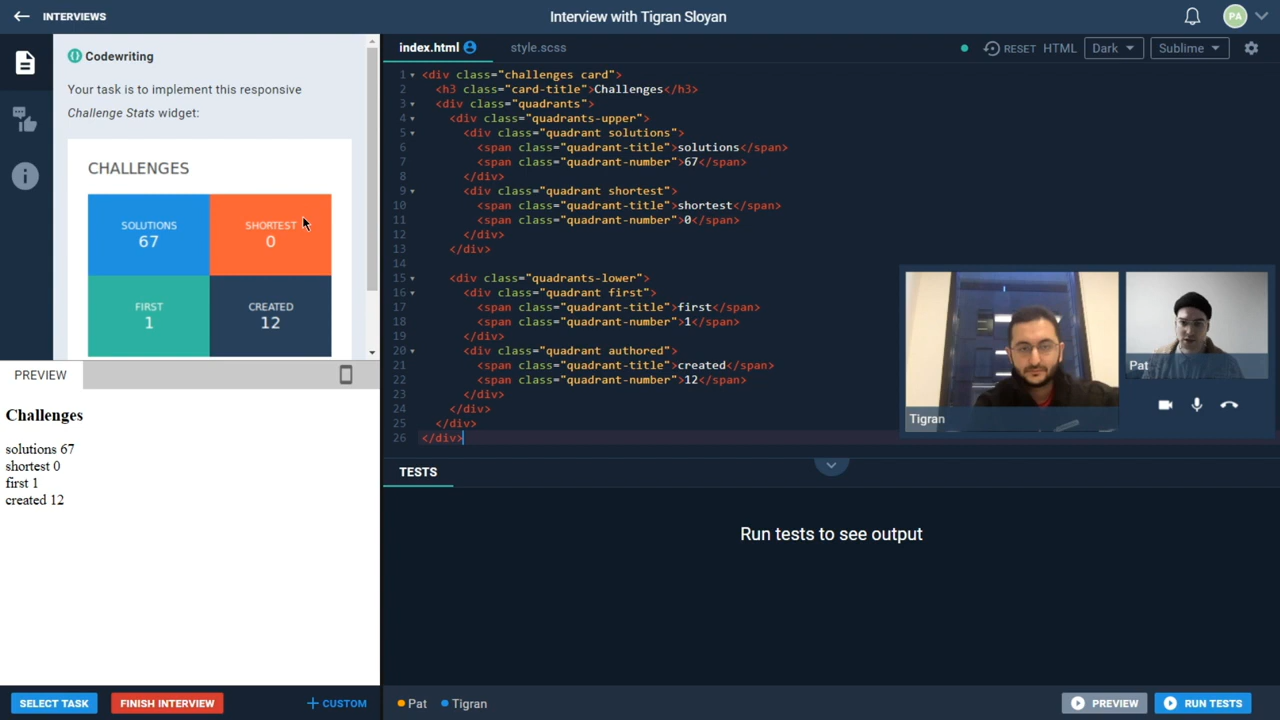 INTERVIEWS
Interview with Tigran Sloyan
PA
Codewriting
Your task is to implement this responsive
Challenge Stats widget:
CHALLENGES
SOLUTIONS
67
SHORTEST
0
FIRST
1
CREATED
12
PREVIEW
Challenges
solutions 67
shortest 0
first 1
created 12
SELECT TASK
FINISH INTERVIEW
+ CUSTOM
index.html
style.scss
RESET
HTML
Dark
Sublime
1 <div class="challenges card">
2 <h3 class="card-title">Challenges</h3>
3 <div class="quadrants">
4 <div class="quadrants-upper">
5 <div class="quadrant solutions">
6 <span class="quadrant-title">solutions</span>
7 <span class="quadrant-number">67</span>
8 </div>
9 <div class="quadrant shortest">
10 <span class="quadrant-title">shortest</span>
11 <span class="quadrant-number">0</span>
12 </div>
13 </div>
14
15 <div class="quadrants-lower">
16 <div class="quadrant first">
17 <span class="quadrant-title">first</span>
18 <span class="quadrant-number">1</span>
19 </div>
20 <div class="quadrant authored">
21 <span class="quadrant-title">created</span>
22 <span class="quadrant-number">12</span>
23 </div>
24 </div>
25 </div>
26 </div>
Tigran
Pat
TESTS
Run tests to see output
Pat
Tigran
PREVIEW
RUN TESTS